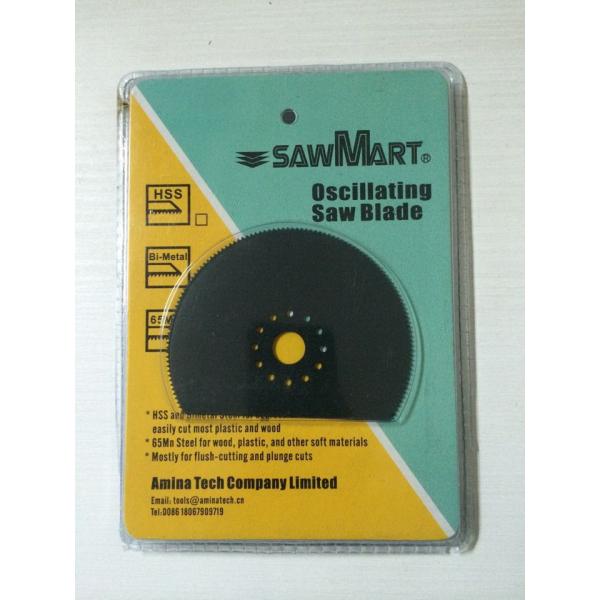 SAWMART®
Oscillating
Saw Blade
HSS
Bi-Metal
65M
* HSS and
easily cut most plastic and wood
* 65Mn Steel for wood, plastic, and other soft materials
* Mostly for flush-cutting and plunge cuts
Amina Tech Company Limited
Email: tools@aminatech.cn
Tel:0086 18067909719